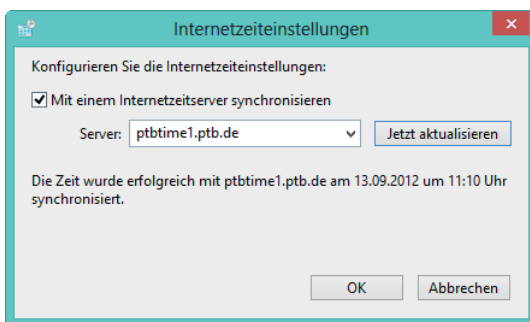 Internetzeiteinstellungen
Konfigurieren Sie die Internetzeiteinstellungen:
Mit einem Internetzeitserver synchronisieren
Server: ptbtime1.ptb.de Jetzt aktualisieren
Die Zeit wurde erfolgreich mit ptbtime1.ptb.de am 13.09.2012 um 11:10 Uhr
synchronisiert.
OK Abbrechen